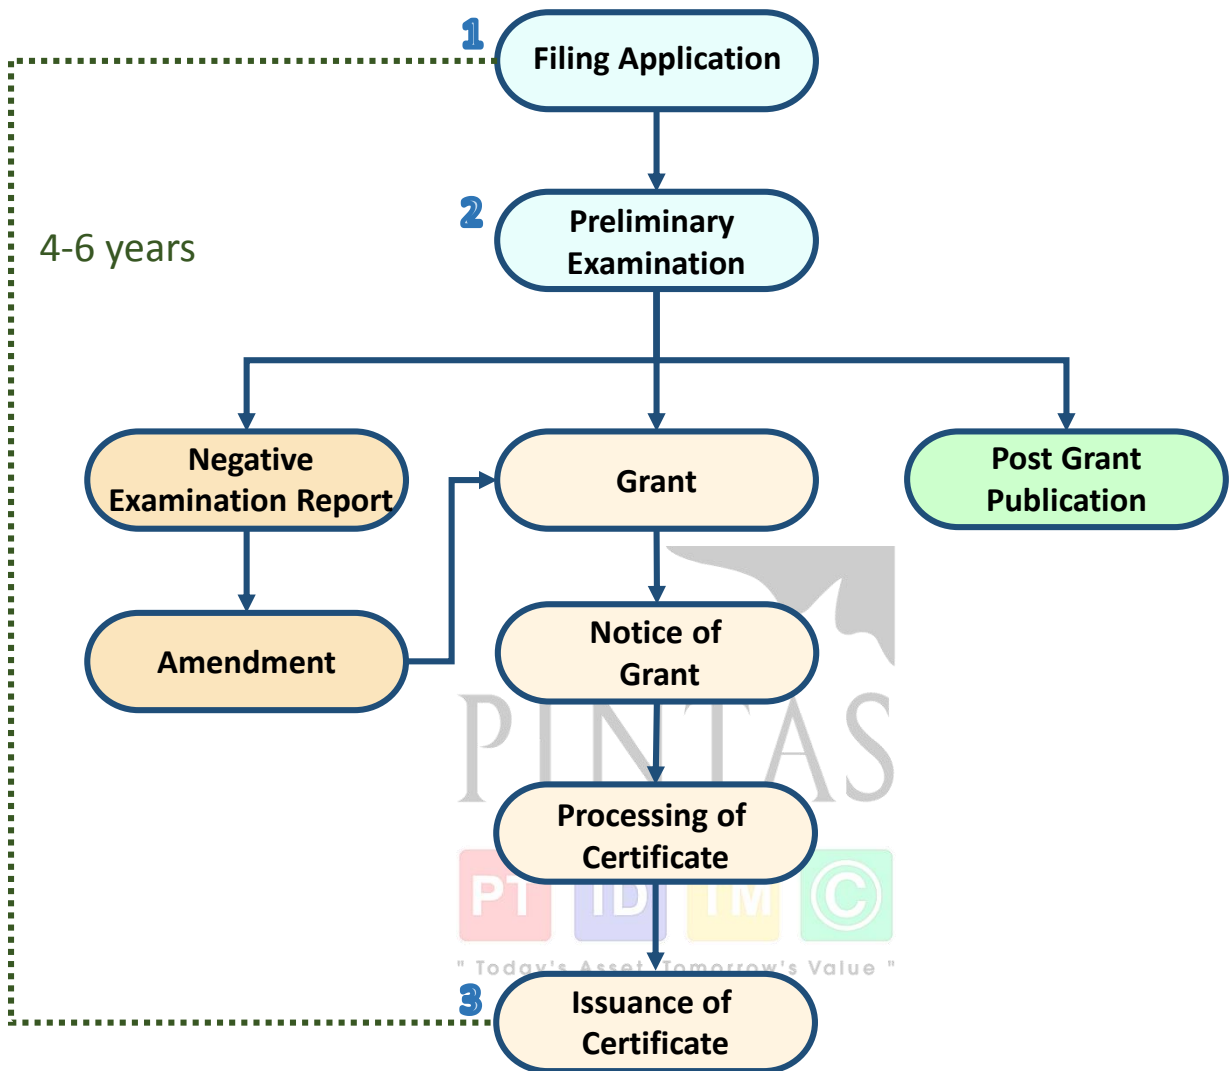 1
Filing Application
2
Preliminary
Examination
4-6 years
Negative
Examination Report
Grant
Post Grant
Publication
Amendment
Notice of
Grant
PINTAS
Processing of
Certificate
PT ID TM ©
" Today's Asset, Tomorrow's Value "
3
Issuance of
Certificate